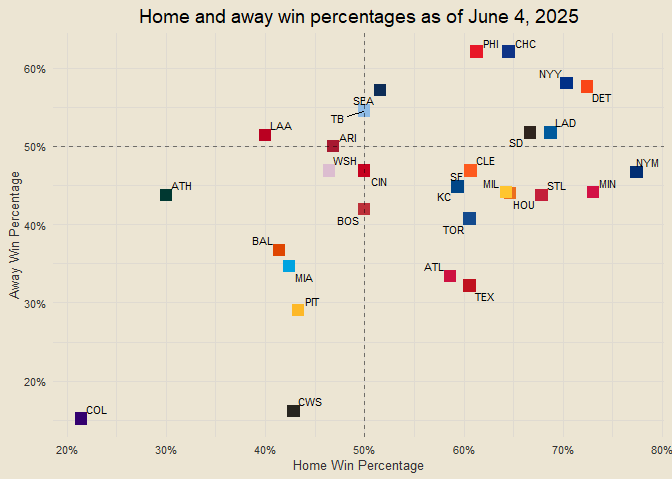 Home and away win percentages as of June 4, 2025
PHI
CHC
60%
NYY
DET
SEA
TB
LAA
ARI
LAD
SD
50%
WSH
CLE
NYM
CIN
SF
ATH
KC
MIL
HOU
STL
MIN
BOS
TOR
40%
BAL
MIA
ATL
TEX
PIT
30%
20%
CWS
COL
20%
30%
40%
50%
60%
70%
80%
Home Win Percentage
Away Win Percentage